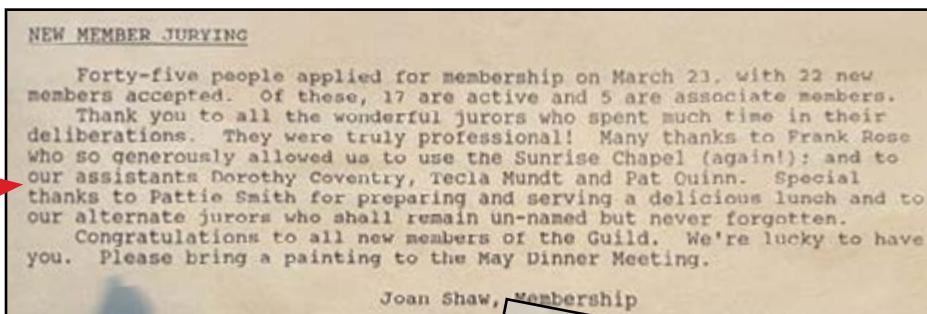 NEW MEMBER JURYING
Forty-five people applied for membership on March 23, with 22 new
members accepted. Of these, 17 are active and 5 are associate members.
Thank you to all the wonderful jurors who spent much time in their
deliberations. They were truly professional! Many thanks to Frank Rose
who so generously allowed us to use the Sunrise Chapel (again!); and to
our assistants Dorothy Coventry, Tecla Mundt and Pat Quinn. Special
thanks to Pattie Smith for preparing and serving a delicious lunch and to
our alternate jurors who shall remain un-named but never forgotten.
Congratulations to all new members of the Guild. We're lucky to have
you. Please bring a painting to the May Dinner Meeting.
Joan Shaw, Membership